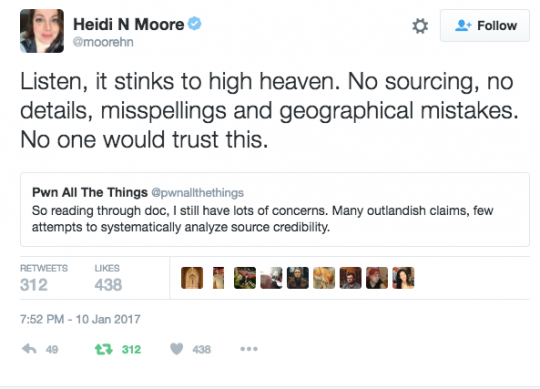 Heidi N Moore
@moorehn
Follow
Listen, it stinks to high heaven. No sourcing, no
details, misspellings and geographical mistakes.
No one would trust this.
Pwn All The Things @pwnallthethings
So reading through doc, I still have lots of concerns. Many outlandish claims, few
attempts to systematically analyze source credibility.
RETWEETS LIKES
312 438
7:52 PM - 10 Jan 2017
49 312 438